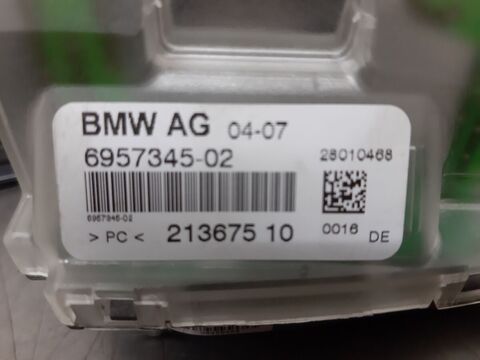 BMW AG 04-07
6957345-02 28010468
6957345-02
> PC < 213675 10 0016 DE